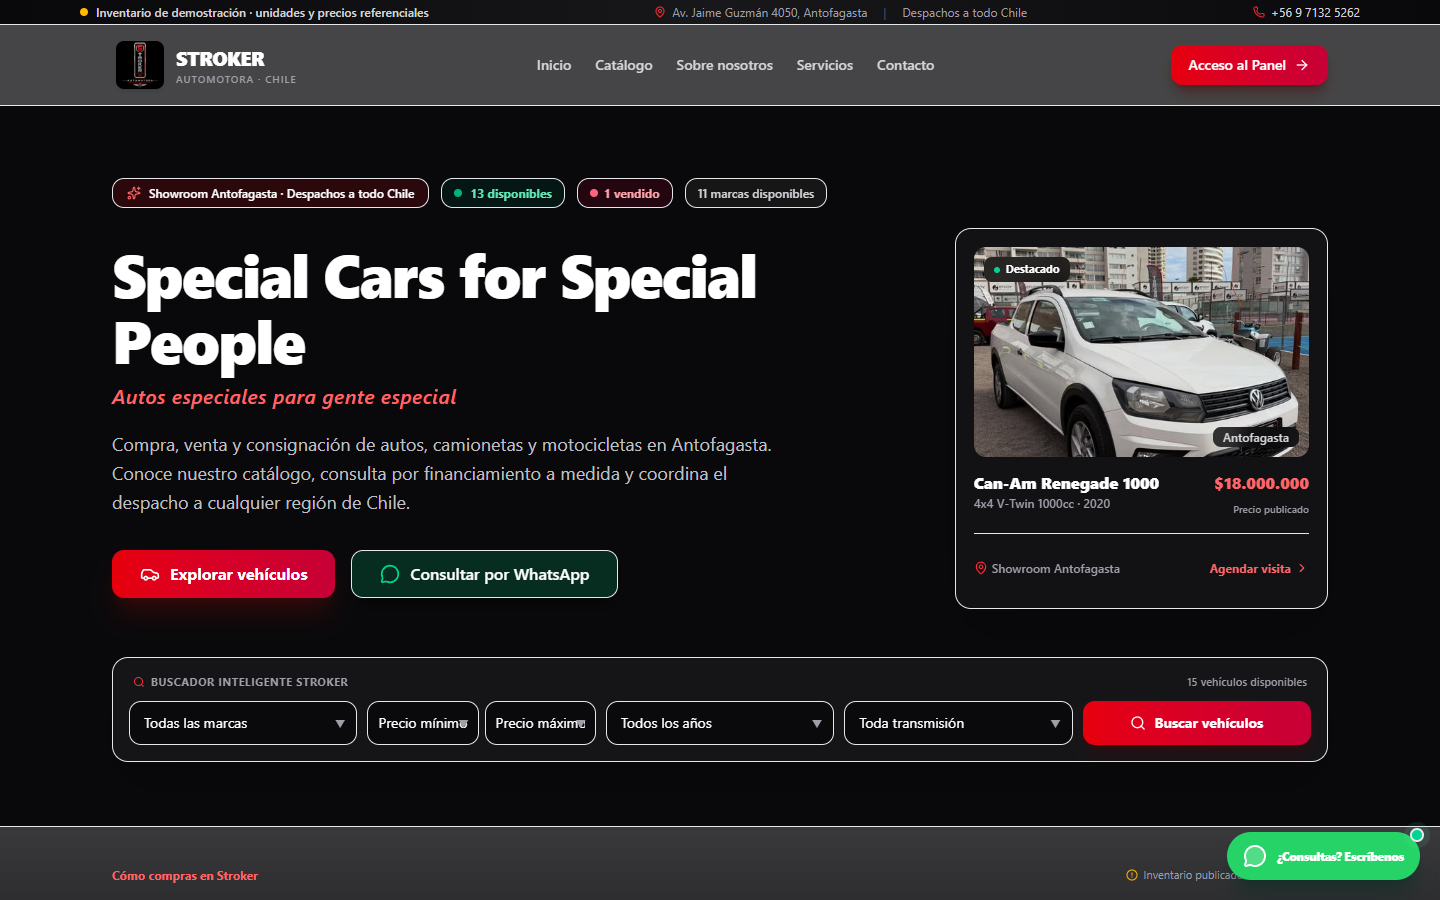 Inventario de demostración · unidades y precios referenciales
Av. Jaime Guzmán 4050, Antofagasta | Despachos a todo Chile
+56 9 7132 5262
STROKER
AUTOMOTORA · CHILE
Inicio
Catálogo
Sobre nosotros
Servicios
Contacto
Acceso al Panel
Showroom Antofagasta · Despachos a todo Chile
13 disponibles
1 vendido
11 marcas disponibles
Special Cars for Special
People
Autos especiales para gente especial
Compra, venta y consignación de autos, camionetas y motocicletas en Antofagasta.
Conoce nuestro catálogo, consulta por financiamiento a medida y coordina el
despacho a cualquier región de Chile.
Explorar vehículos
Consultar por WhatsApp
Destacado
Antofagasta
Can-Am Renegade 1000
$18.000.000
4x4 V-Twin 1000cc · 2020
Precio publicado
Showroom Antofagasta
Agendar visita
BUSCADOR INTELIGENTE STROKER
15 vehículos disponibles
Todas las marcas
Precio mínimo
Precio máximo
Todos los años
Toda transmisión
Buscar vehículos
Cómo compras en Stroker
Inventario publicad
¿Consultas? Escríbenos